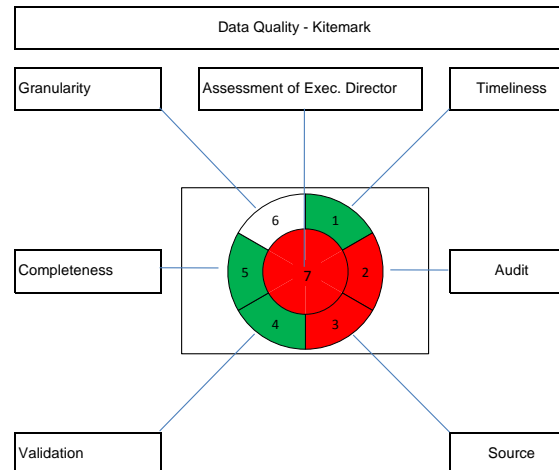 Data Quality - Kitemark
Granularity
Assessment of Exec. Director
Timeliness
6
1
Completeness
5
7
2
Audit
4
3
Validation
Source